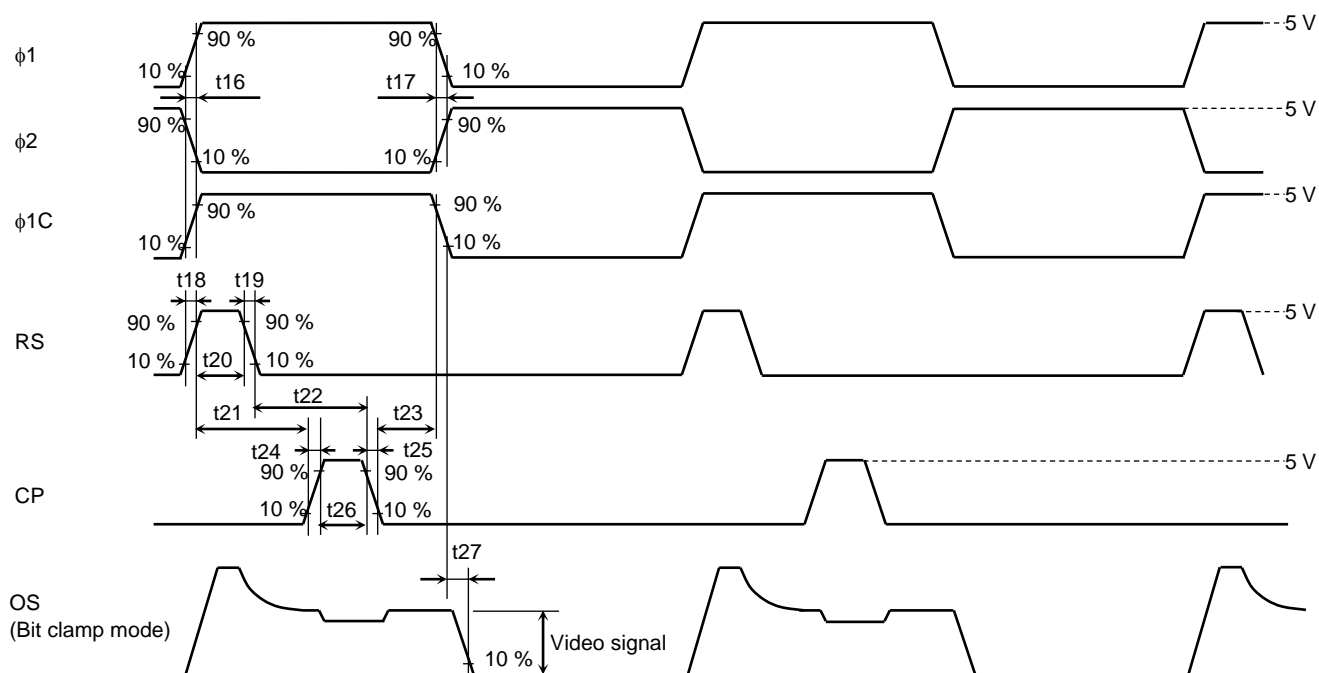 5 V
90 %
90 %
ϕ1
10 %
t16
t17
10 %
5 V
90 %
90 %
ϕ2
10 %
10 %
5 V
90 %
90 %
ϕ1C
10 %
10 %
t18
t19
5 V
90 %
90 %
RS
10 %
t20
10 %
t22
t21
t23
t24
t25
5 V
90 %
90 %
CP
10 %
t26
10 %
t27
OS
(Bit clamp mode)
Video signal
10 %